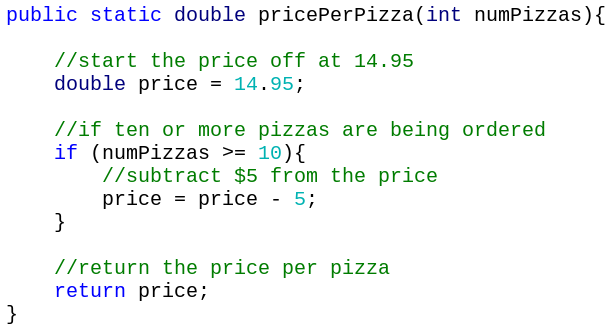 public static double pricePerPizza(int numPizzas){
//start the price off at 14.95
double price = 14.95;
//if ten or more pizzas are being ordered
if (numPizzas >= 10){
//subtract $5 from the price
price = price - 5;
}
//return the price per pizza
return price;
}